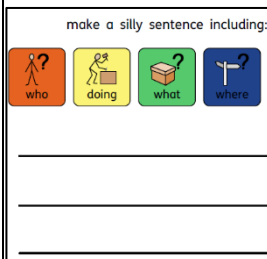 make a silly sentence including:
? ? ? ?
who doing what where